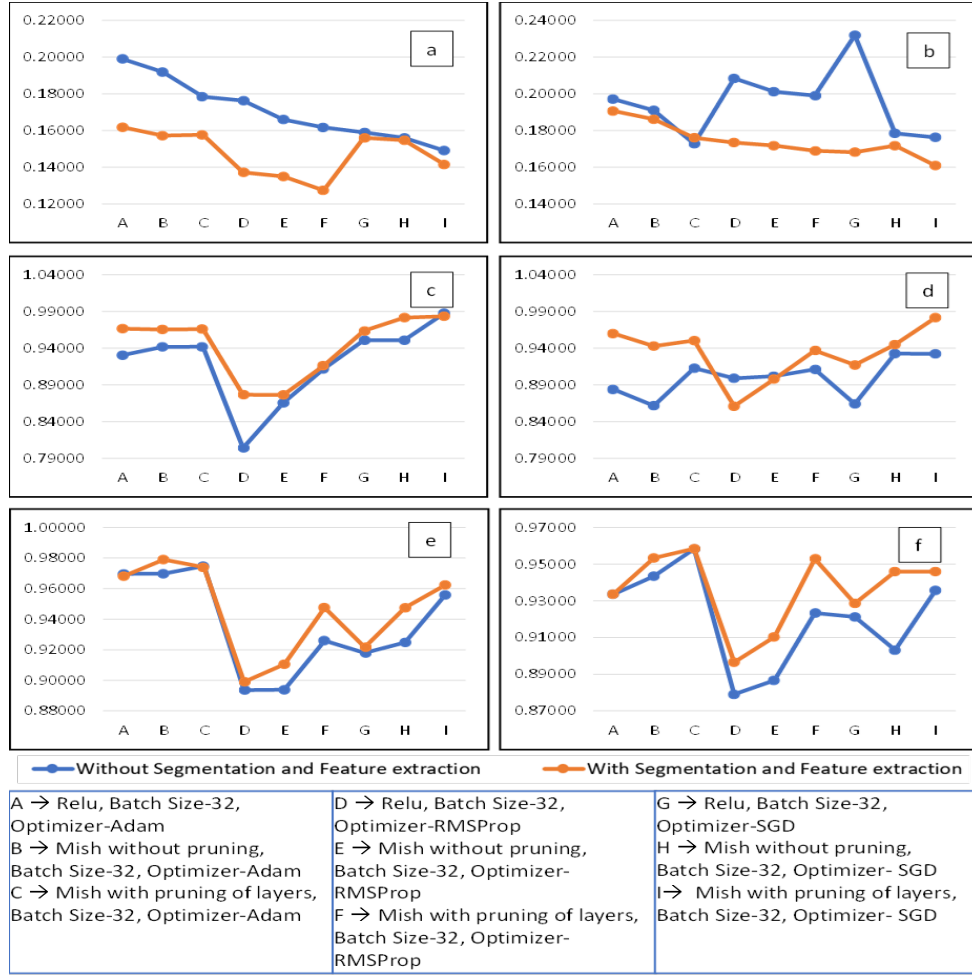 0.22000
0.20000
0.18000
0.16000
0.14000
0.12000
a
A B C D E F G H I
0.24000
0.22000
0.20000
0.18000
0.16000
0.14000
b
A B C D E F G H I
1.04000
0.99000
0.94000
0.89000
0.84000
0.79000
c
A B C D E F G H I
1.04000
0.99000
0.94000
0.89000
0.84000
0.79000
d
A B C D E F G H I
1.00000
0.98000
0.96000
0.94000
0.92000
0.90000
0.88000
e
A B C D E F G H I
0.97000
0.95000
0.93000
0.91000
0.89000
0.87000
f
A B C D E F G H I
Without Segmentation and Feature extraction
With Segmentation and Feature extraction
A → Relu, Batch Size-32,
Optimizer-Adam
B → Mish without pruning,
Batch Size-32, Optimizer-Adam
C → Mish with pruning of layers,
Batch Size-32, Optimizer-Adam
D → Relu, Batch Size-32,
Optimizer-RMSProp
E → Mish without pruning,
Batch Size-32, Optimizer-
RMSProp
F → Mish with pruning of layers,
Batch Size-32, Optimizer-
RMSProp
G → Relu, Batch Size-32,
Optimizer-SGD
H → Mish without pruning,
Batch Size-32, Optimizer- SGD
I→ Mish with pruning of layers,
Batch Size-32, Optimizer- SGD